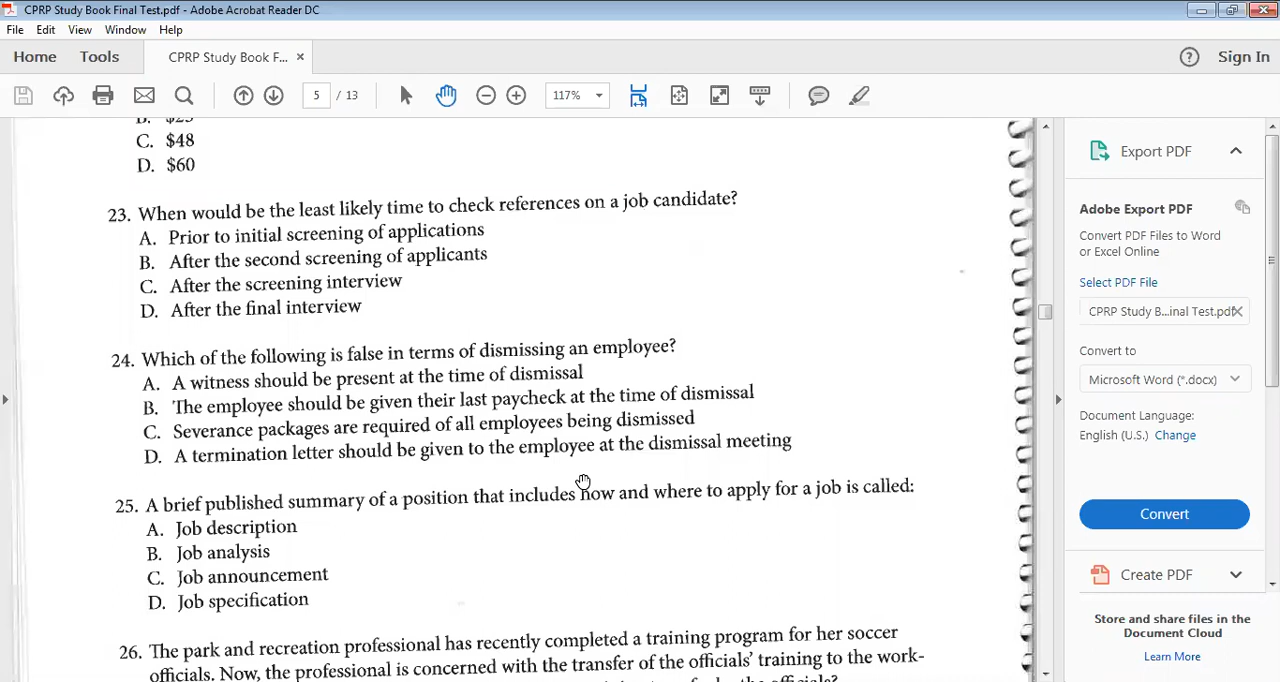 CPRP Study Book Final Test.pdf - Adobe Acrobat Reader DC
File Edit View Window Help
Home Tools CPRP Study Book F... × Sign In
5 / 13 117%
B. $25
C. $48
D. $60
23. When would be the least likely time to check references on a job candidate?
A. Prior to initial screening of applications
B. After the second screening of applicants
C. After the screening interview
D. After the final interview
24. Which of the following is false in terms of dismissing an employee?
A. A witness should be present at the time of dismissal
B. The employee should be given their last paycheck at the time of dismissal
C. Severance packages are required of all employees being dismissed
D. A termination letter should be given to the employee at the dismissal meeting
25. A brief published summary of a position that includes how and where to apply for a job is called:
A. Job description
B. Job analysis
C. Job announcement
D. Job specification
26. The park and recreation professional has recently completed a training program for her soccer
officials. Now, the professional is concerned with the transfer of the officials' training to the work-
officials?
Export PDF
Adobe Export PDF
Convert PDF Files to Word
or Excel Online
Select PDF File
CPRP Study B...inal Test.pdf
Convert to
Microsoft Word (*.docx)
Document Language:
English (U.S.) Change
Convert
Create PDF
Store and share files in the
Document Cloud
Learn More